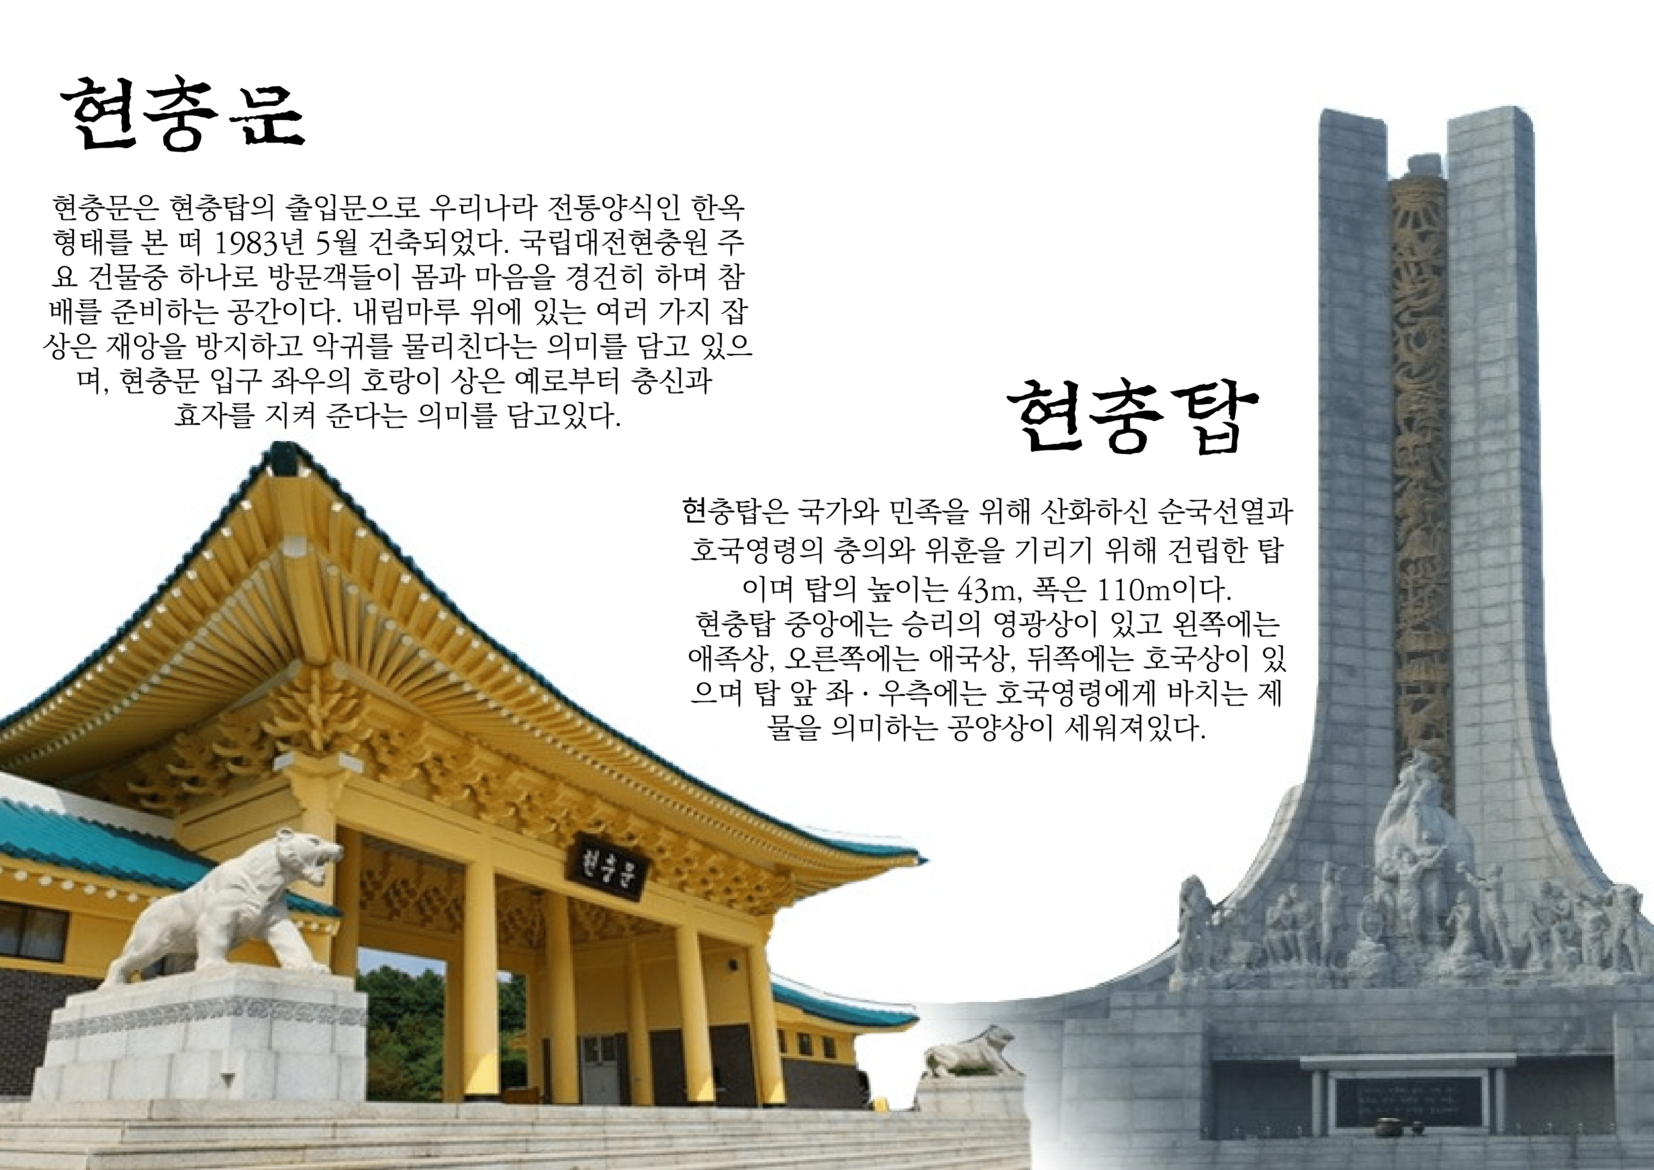 현충문
현충문은 현충탑의 출입문으로 우리나라 전통양식인 한옥
형태를 본 떠 1983년 5월 건축되었다. 국립대전현충원 주
요 건물중 하나로 방문객들이 몸과 마음을 경건히 하며 참
배를 준비하는 공간이다. 내림마루 위에 있는 여러 가지 잡
상은 재앙을 방지하고 악귀를 물리친다는 의미를 담고 있으
며, 현충문 입구 좌우의 호랑이 상은 예로부터 충신과
효자를 지켜 준다는 의미를 담고있다.
현충탑
현충탑은 국가와 민족을 위해 산화하신 순국선열과
호국영령의 충의와 위훈을 기리기 위해 건립한 탑
이며 탑의 높이는 43m, 폭은 110m이다.
현충탑 중앙에는 승리의 영광상이 있고 왼쪽에는
애족상, 오른쪽에는 애국상, 뒤쪽에는 호국상이 있
으며 탑 앞 좌 · 우측에는 호국영령에게 바치는 제
물을 의미하는 공양상이 세워져있다.
현충문